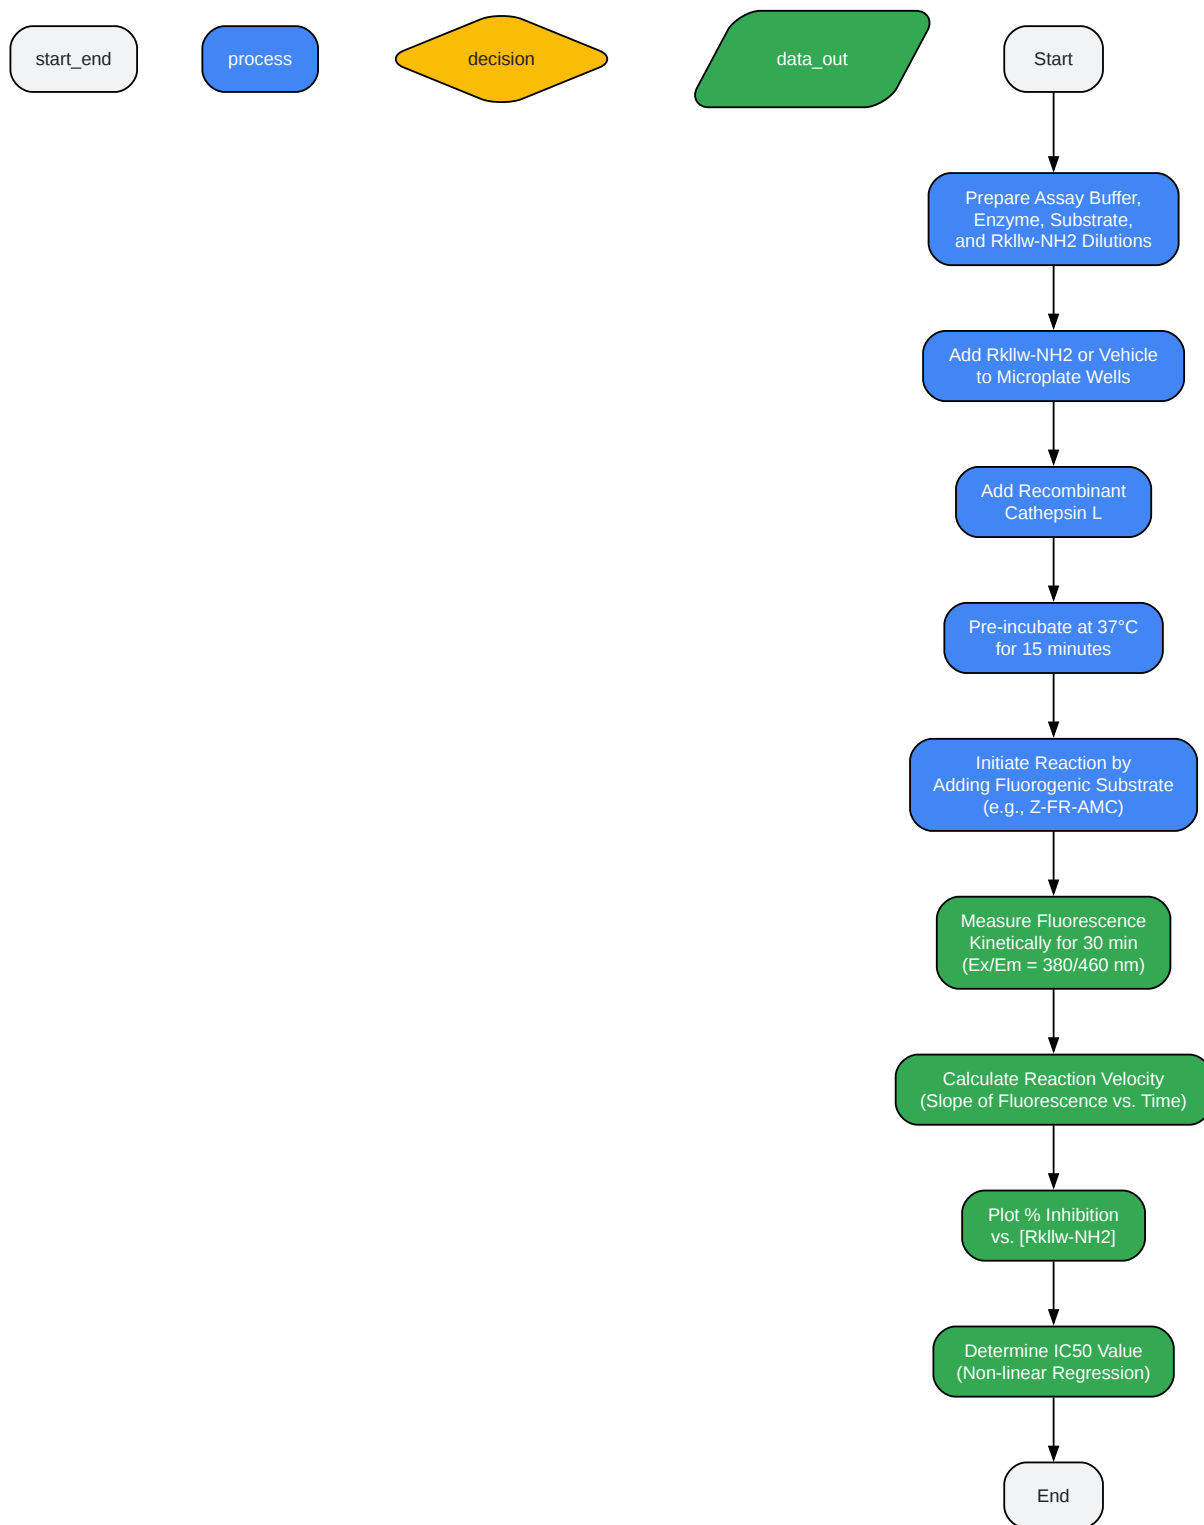 start_end
process
decision
data_out
Start
Prepare Assay Buffer,
Enzyme, Substrate,
and Rkllw-NH2 Dilutions
Add Rkllw-NH2 or Vehicle
to Microplate Wells
Add Recombinant
Cathepsin L
Pre-incubate at 37°C
for 15 minutes
Initiate Reaction by
Adding Fluorogenic Substrate
(e.g., Z-FR-AMC)
Measure Fluorescence
Kinetically for 30 min
(Ex/Em = 380/460 nm)
Calculate Reaction Velocity
(Slope of Fluorescence vs. Time)
Plot % Inhibition
vs. [Rkllw-NH2]
Determine IC50 Value
(Non-linear Regression)
End